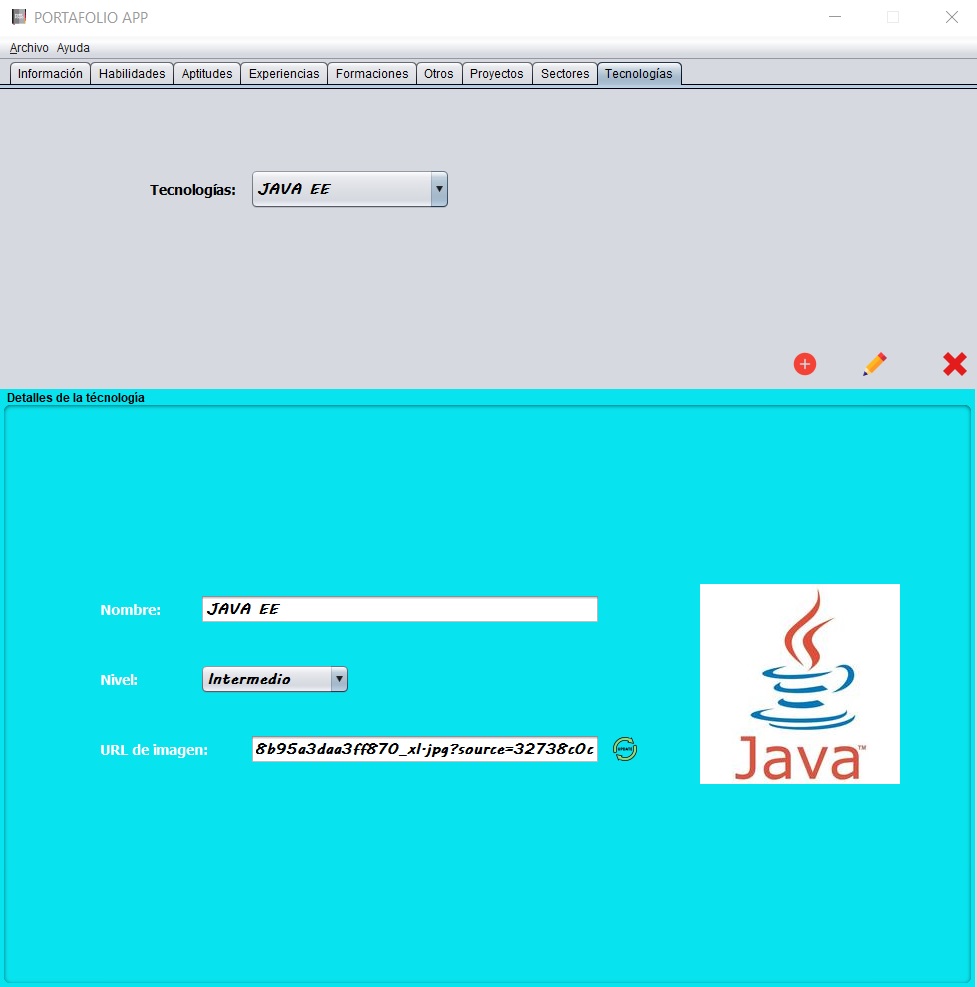 PORTAFOLIO APP
Archivo Ayuda
Información Habilidades Aptitudes Experiencias Formaciones Otros Proyectos Sectores Tecnologías
Tecnologías: JAVA EE
Detalles de la técnología
Nombre: JAVA EE
Nivel: Intermedio
URL de imagen: 8b95a3daa3ff870_xl-jpg?source=32738c0c
UPDATE
Java™